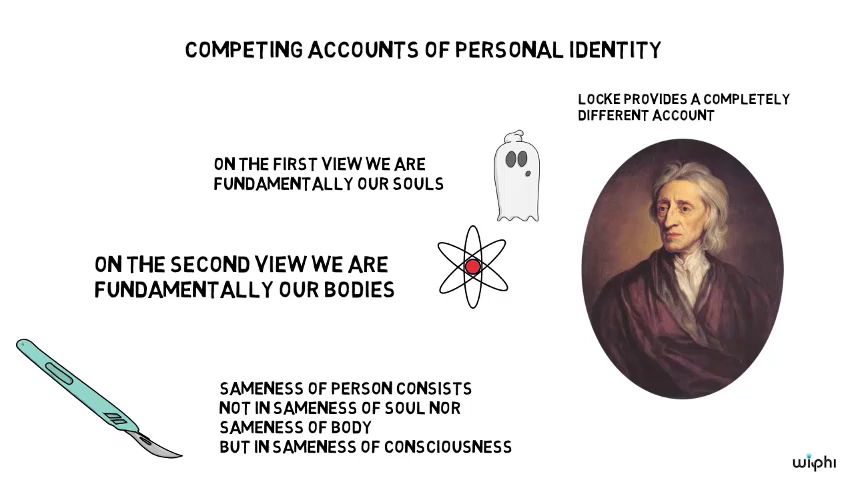 COMPETING ACCOUNTS OF PERSONAL IDENTITY
LOCKE PROVIDES A COMPLETELY
DIFFERENT ACCOUNT
ON THE FIRST VIEW WE ARE
FUNDAMENTALLY OUR SOULS
ON THE SECOND VIEW WE ARE
FUNDAMENTALLY OUR BODIES
SAMENESS OF PERSON CONSISTS
NOT IN SAMENESS OF SOUL NOR
SAMENESS OF BODY
BUT IN SAMENESS OF CONSCIOUSNESS
wiphi